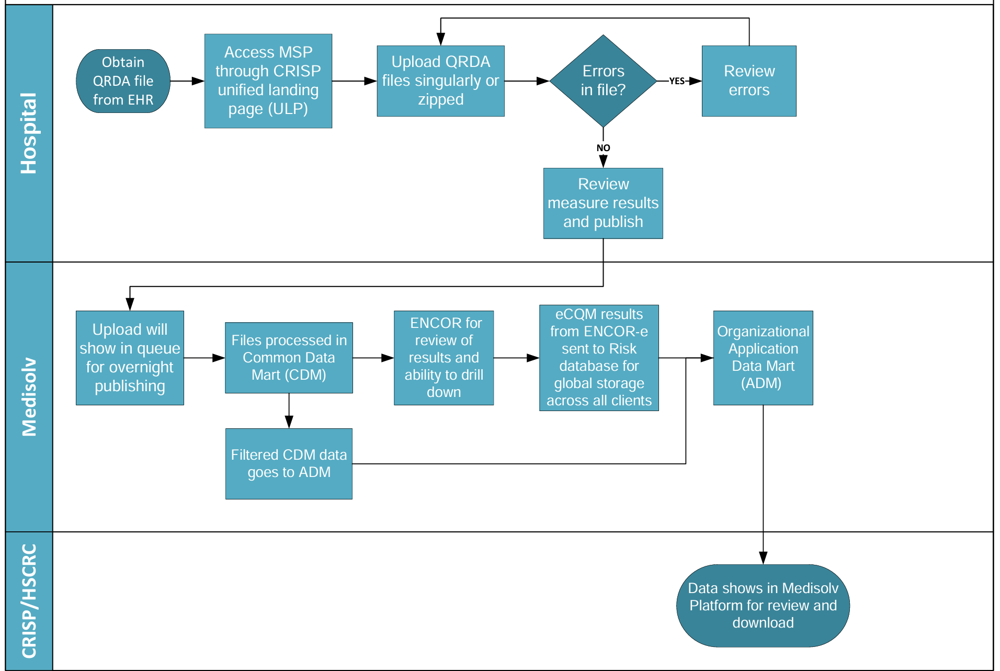 Hospital
Obtain
QRDA file
from EHR
Access MSP
through CRISP
unified landing
page (ULP)
Upload QRDA
files singularly or
zipped
Errors
in file?
YES
Review
errors
NO
Review
measure results
and publish
Medisolv
Upload will
show in queue
for overnight
publishing
Files processed in
Common Data
Mart (CDM)
ENCOR for
review of
results and
ability to drill
down
eCQM results
from ENCOR-e
sent to Risk
database for
global storage
across all clients
Organizational
Application
Data Mart
(ADM)
Filtered CDM data
goes to ADM
CRISP/HSCRC
Data shows in Medisolv
Platform for review and
download